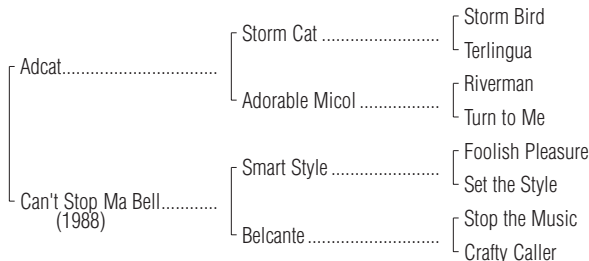 Storm Bird
Storm Cat ........................
Terlingua
Adcat................................
Riverman
Adorable Micol .................
Turn to Me
Foolish Pleasure
Smart Style ......................
Set the Style
Can't Stop Ma Bell............
(1988)
Stop the Music
Belcante ...........................
Crafty Caller